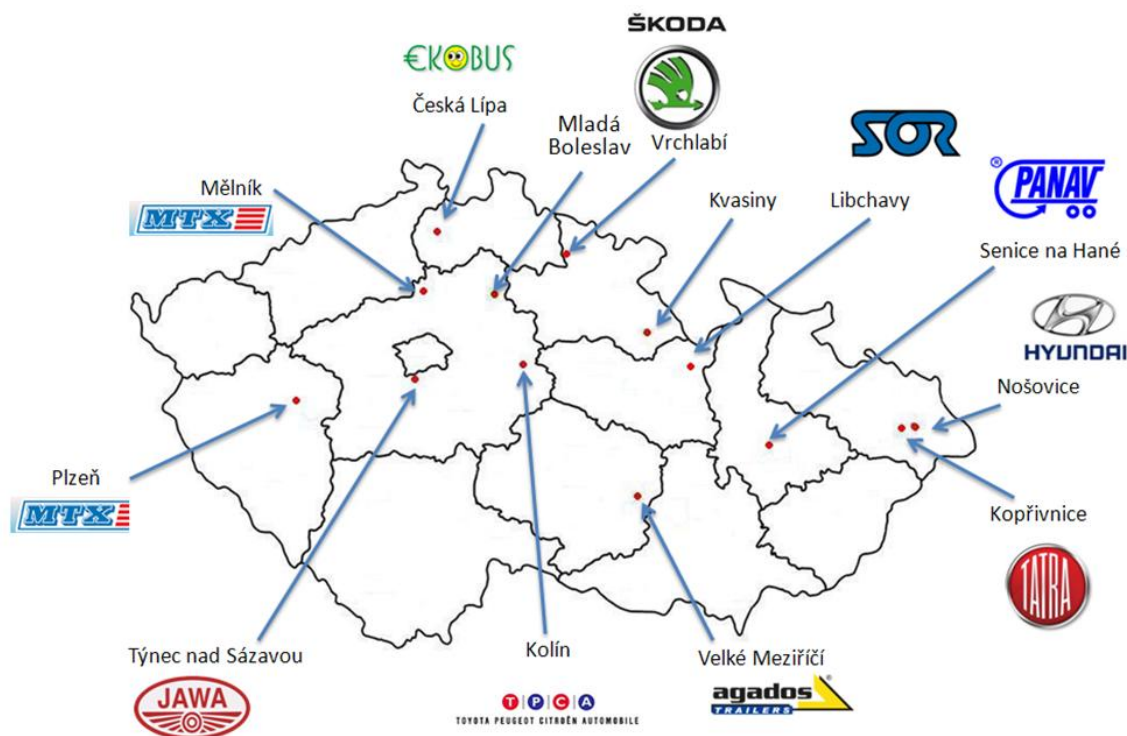 ŠKODA
€KOBUS
Česká Lípa
Mladá
Boleslav
Vrchlabí
SOR
Mělník
MTX
Kvasiny
Libchavy
® PANAV
Senice na Hané
HYUNDAI
Nošovice
Plzeň
MTX
Kopřivnice
TATRA
Týnec nad Sázavou
JAWA
Kolín
T|P|C|A
TOYOTA PEUGEOT CITROËN AUTOMOBILE
Velké Meziříčí
agados
TRAILERS